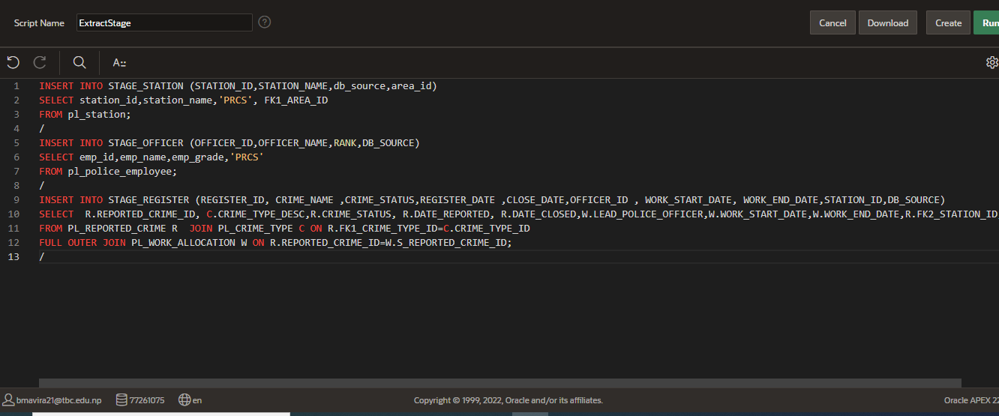 Script Name ExtractStage ? Cancel Download Create Run
A
1 INSERT INTO STAGE_STATION (STATION_ID,STATION_NAME,db_source,area_id)
2 SELECT station_id,station_name,'PRCS', FK1_AREA_ID
3 FROM pl_station;
4 /
5 INSERT INTO STAGE_OFFICER (OFFICER_ID,OFFICER_NAME,RANK,DB_SOURCE)
6 SELECT emp_id,emp_name,emp_grade,'PRCS'
7 FROM pl_police_employee;
8 /
9 INSERT INTO STAGE_REGISTER (REGISTER_ID, CRIME_NAME ,CRIME_STATUS,REGISTER_DATE ,CLOSE_DATE,OFFICER_ID , WORK_START_DATE, WORK_END_DATE,STATION_ID,DB_SOURCE)
10 SELECT  R.REPORTED_CRIME_ID, C.CRIME_TYPE_DESC,R.CRIME_STATUS, R.DATE_REPORTED, R.DATE_CLOSED,W.LEAD_POLICE_OFFICER,W.WORK_START_DATE,W.WORK_END_DATE,R.FK2_STATION_ID
11 FROM PL_REPORTED_CRIME R  JOIN PL_CRIME_TYPE C ON R.FK1_CRIME_TYPE_ID=C.CRIME_TYPE_ID
12 FULL OUTER JOIN PL_WORK_ALLOCATION W ON R.REPORTED_CRIME_ID=W.S_REPORTED_CRIME_ID;
13 /
bmavira21@tbc.edu.np 77261075 en Copyright © 1999, 2022, Oracle and/or its affiliates. Oracle APEX 22